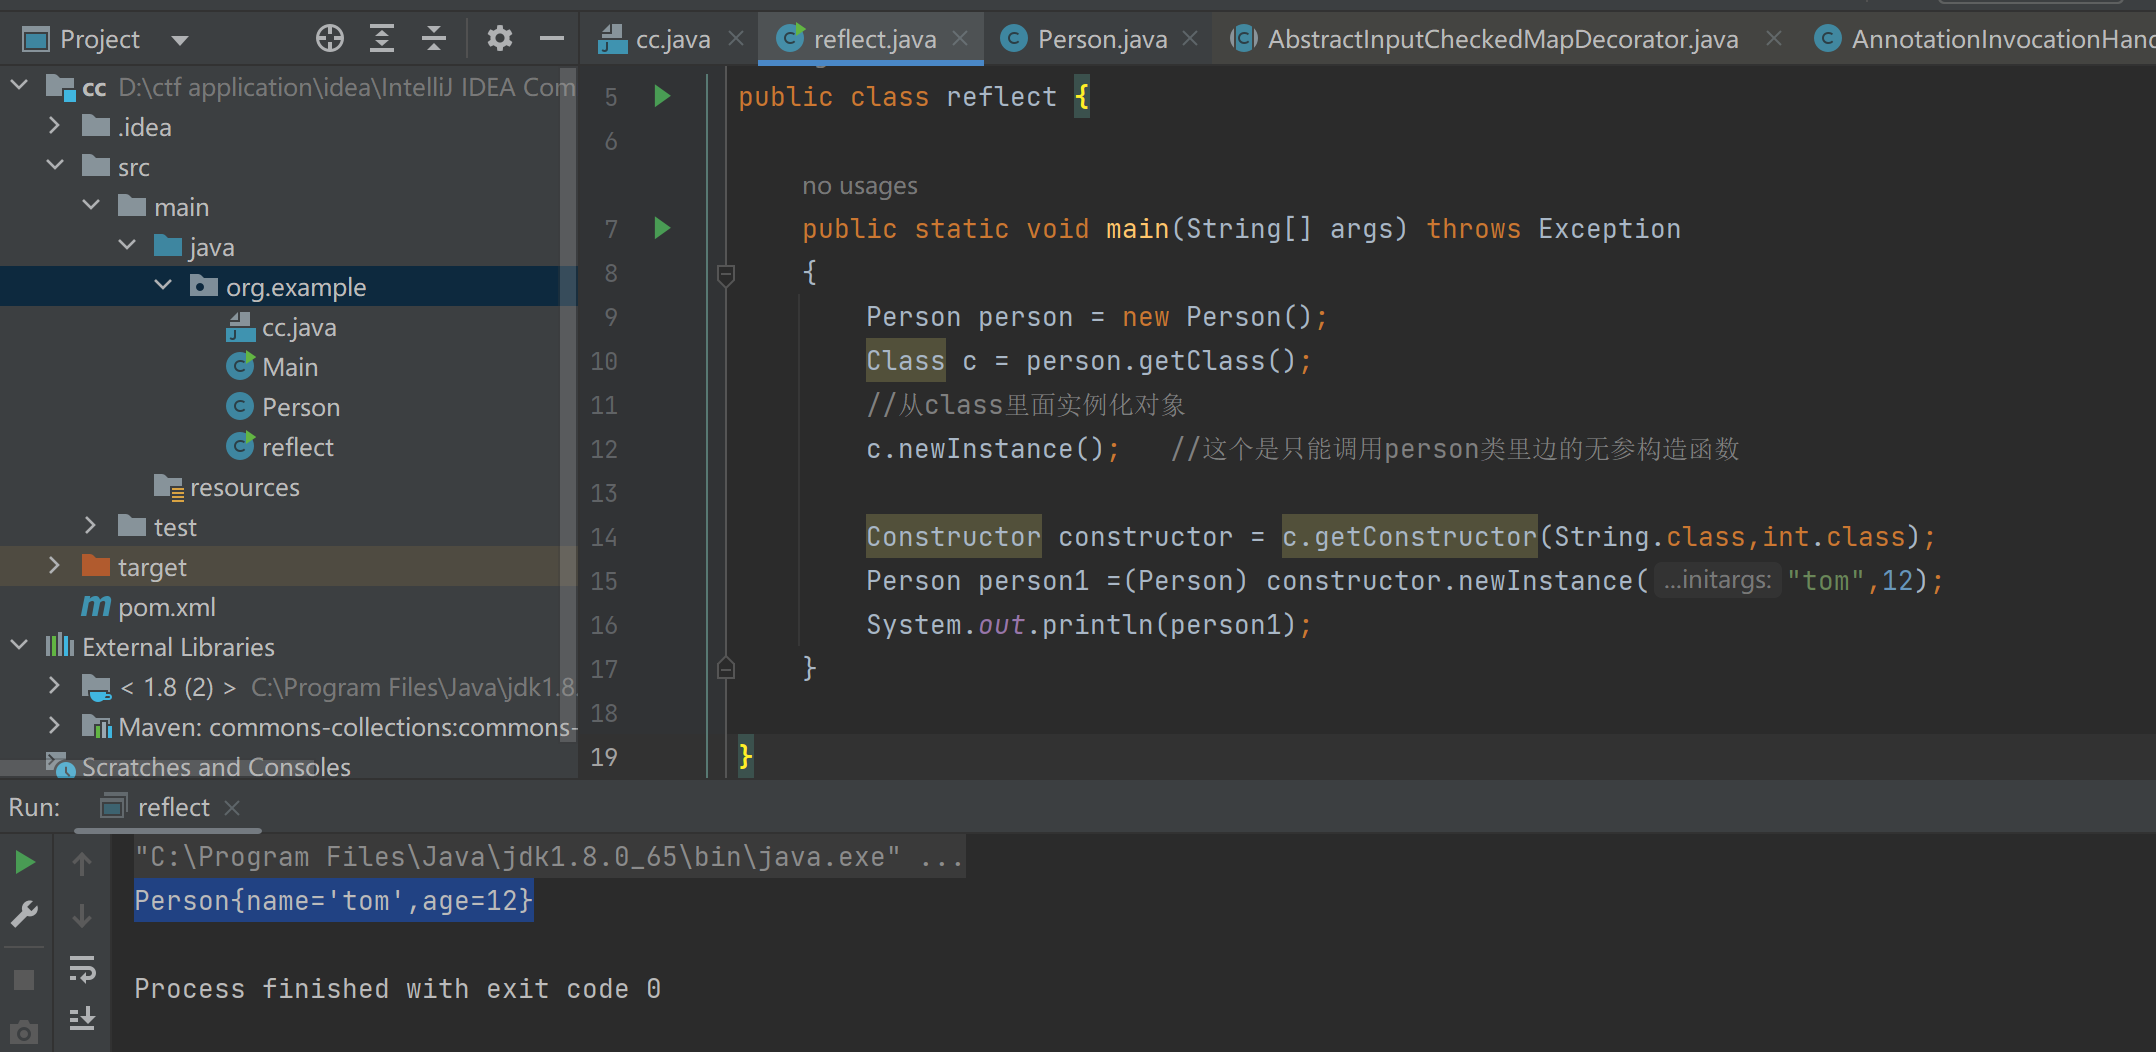 Project
cc.java
reflect.java
Person.java
AbstractInputCheckedMapDecorator.java
AnnotationInvocationHand
cc D:\ctf application\idea\IntelliJ IDEA Com
.idea
src
main
java
org.example
cc.java
Main
Person
reflect
resources
test
target
pom.xml
External Libraries
< 1.8 (2) > C:\Program Files\Java\jdk1.8.
Maven: commons-collections:commons-
Scratches and Consoles
5 public class reflect {
6
no usages
7 public static void main(String[] args) throws Exception
8 {
9 Person person = new Person();
10 Class c = person.getClass();
11 //从class里面实例化对象
12 c.newInstance(); //这个是只能调用person类里边的无参构造函数
13
14 Constructor constructor = c.getConstructor(String.class,int.class);
15 Person person1 =(Person) constructor.newInstance( ...initargs: "tom",12);
16 System.out.println(person1);
17 }
18
19 }
Run: reflect
"C:\Program Files\Java\jdk1.8.0_65\bin\java.exe" ...
Person{name='tom',age=12}
Process finished with exit code 0